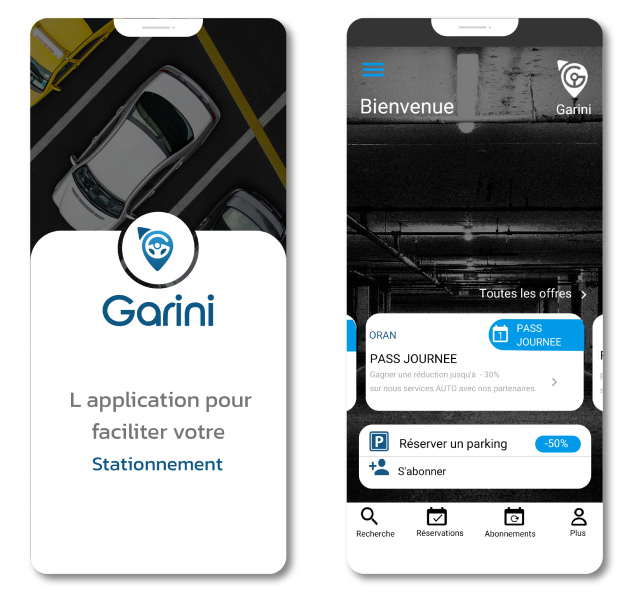 Garini
L application pour
faciliter votre
Stationnement
Bienvenue
Garini
Toutes les offres
ORAN
PASS
JOURNEE
1
PASS JOURNEE
Gagner une réduction jusqu'à - 30%
sur nous services AUTO avec nos partenaires.
P
Réserver un parking
-50%
S'abonner
Recherche
Réservations
Abonnements
Plus